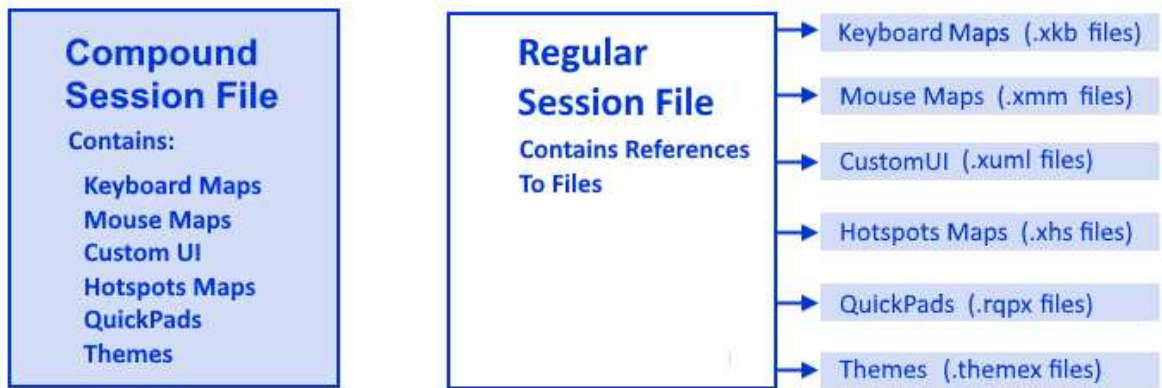 Compound
Session File
Contains:
Keyboard Maps
Mouse Maps
Custom UI
Hotspots Maps
QuickPads
Themes
Regular
Session File
Contains References
To Files
Keyboard Maps (.xkb files)
Mouse Maps (.xmm files)
CustomUI (.xuml files)
Hotspots Maps (.xhs files)
QuickPads (.rqpx files)
Themes (.themex files)